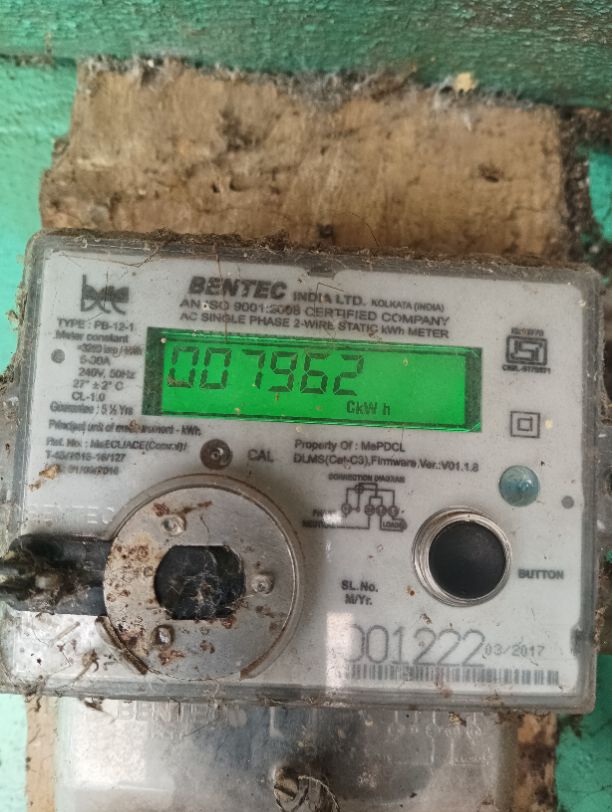 BENTEC INDIA LTD. KOLKATA (INDIA)
AN ISO 9001:2008 CERTIFIED COMPANY
AC SINGLE PHASE 2-WIRE STATIC kWh METER
TYPE : PB-12-1
Meter constant
5-30A
240V, 50Hz
27° ± 2° C
CL-1.0
Guarantee : 5 ½ Yrs
007962
CkWh
Principal unit of measurement - kWh
CAL
Property Of : MePDCL
DLMS(Cat-C3),Firmware Ver.:V01.1.8
CONNECTION DIAGRAM
LOAD
BUTTON
SL.No.
M/Yr.
001222 03/2017
BENTEC